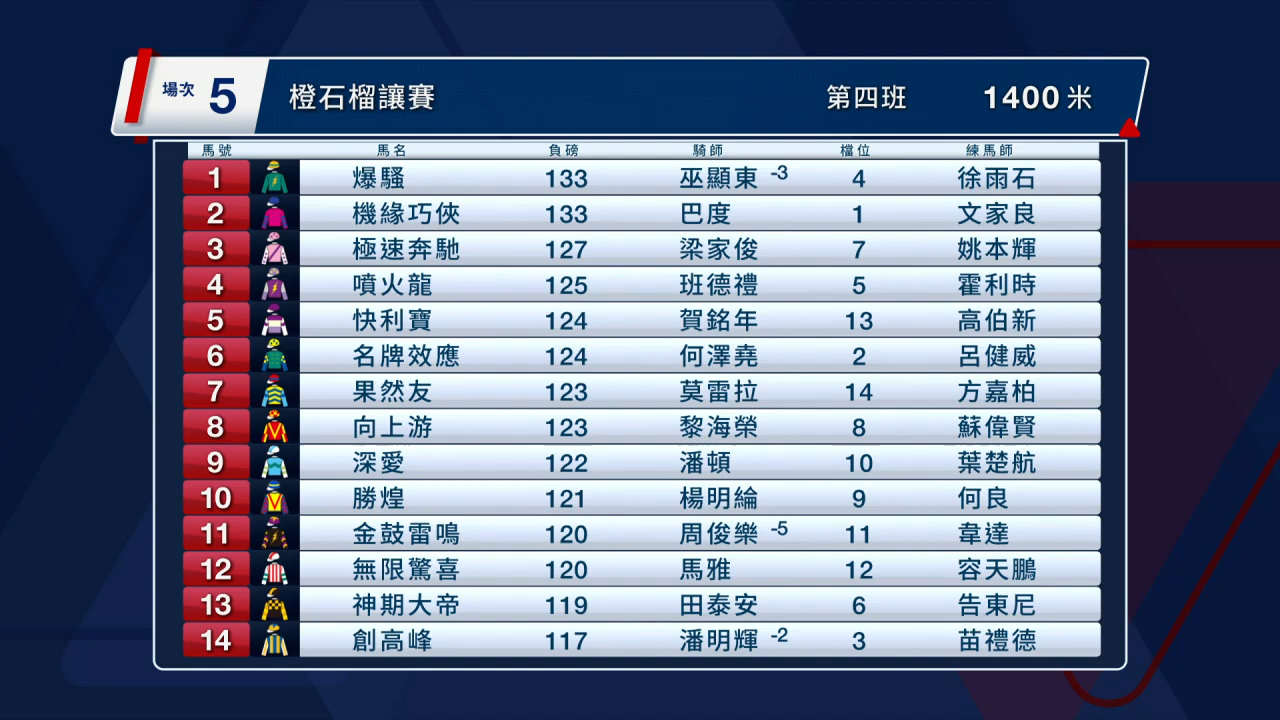 場次 5 橙石榴讓賽 第四班 1400 米
馬號 馬名 負磅 騎師 檔位 練馬師
1 爆騷 133 巫顯東 -3 4 徐雨石
2 機緣巧俠 133 巴度 1 文家良
3 極速奔馳 127 梁家俊 7 姚本輝
4 噴火龍 125 班德禮 5 霍利時
5 快利寶 124 賀銘年 13 高伯新
6 名牌效應 124 何澤堯 2 呂健威
7 果然友 123 莫雷拉 14 方嘉柏
8 向上游 123 黎海榮 8 蘇偉賢
9 深愛 122 潘頓 10 葉楚航
10 勝煌 121 楊明綸 9 何良
11 金鼓雷鳴 120 周俊樂 -5 11 韋達
12 無限驚喜 120 馬雅 12 容天鵬
13 神期大帝 119 田泰安 6 告東尼
14 創高峰 117 潘明輝 -2 3 苗禮德